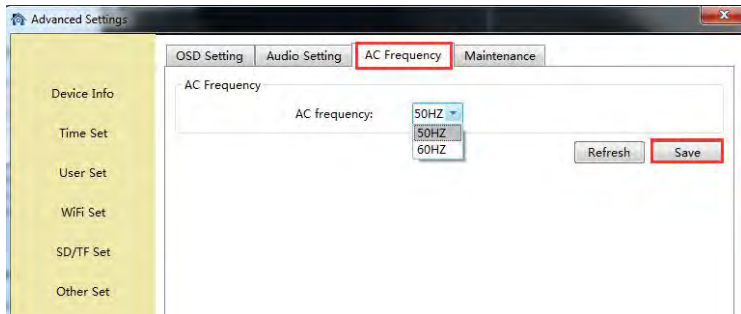 Advanced Settings
OSD Setting Audio Setting AC Frequency Maintenance
Device Info
Time Set
User Set
WiFi Set
SD/TF Set
Other Set
AC Frequency
AC frequency: 50HZ
50HZ
60HZ
Refresh Save